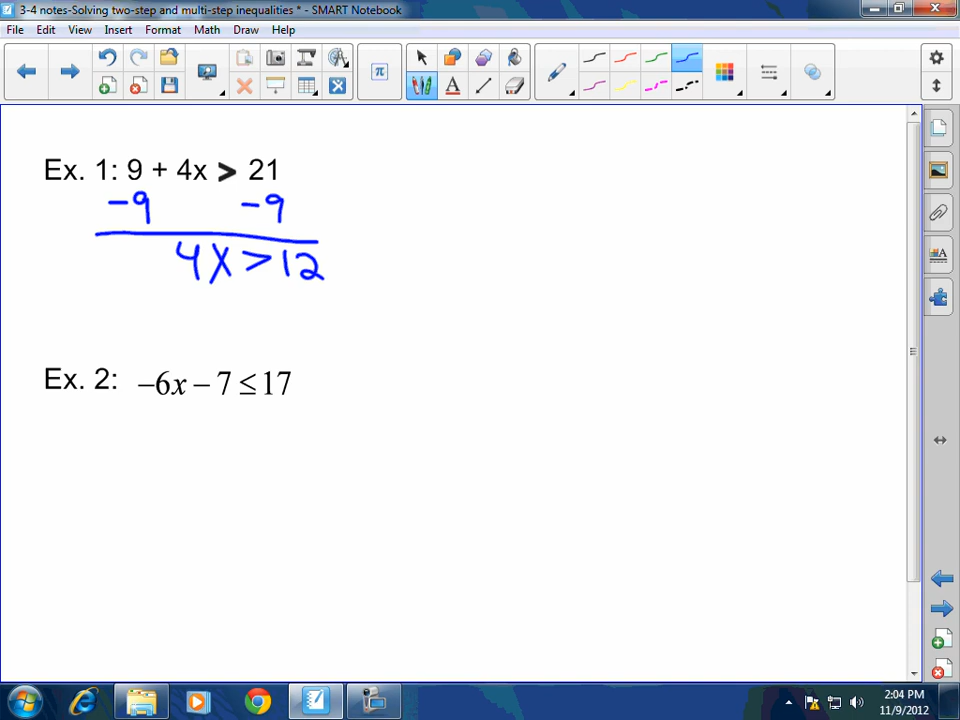 3-4 notes-Solving two-step and multi-step inequalities * - SMART Notebook
File Edit View Insert Format Math Draw Help
Ex. 1: 9 + 4x > 21
-9 -9
4x > 12
Ex. 2: –6x – 7 ≤ 17
2:04 PM
11/9/2012